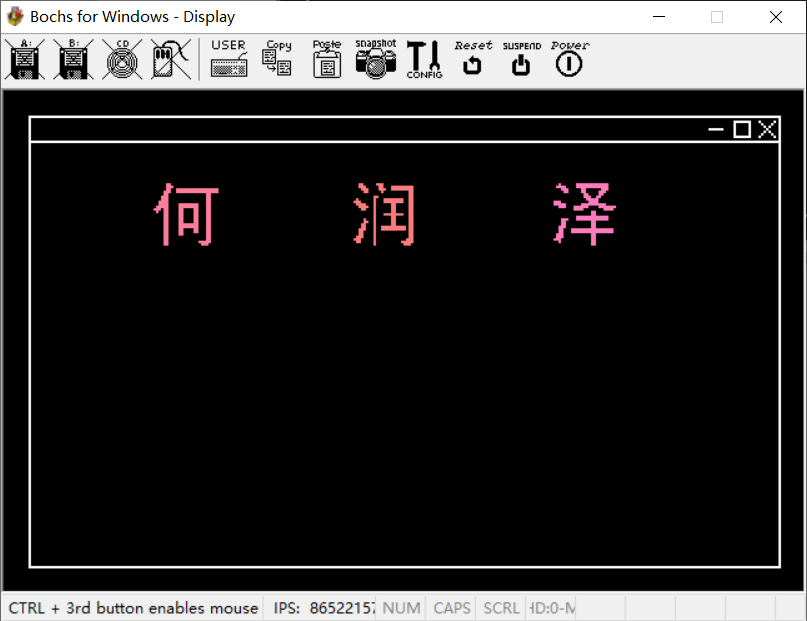 Bochs for Windows - Display
A: B: CD USER Copy Paste snapshot CONFIG Reset SUSPEND Power
何 润 泽
CTRL + 3rd button enables mouse IPS: 86522157 NUM CAPS SCRL HD:0-M